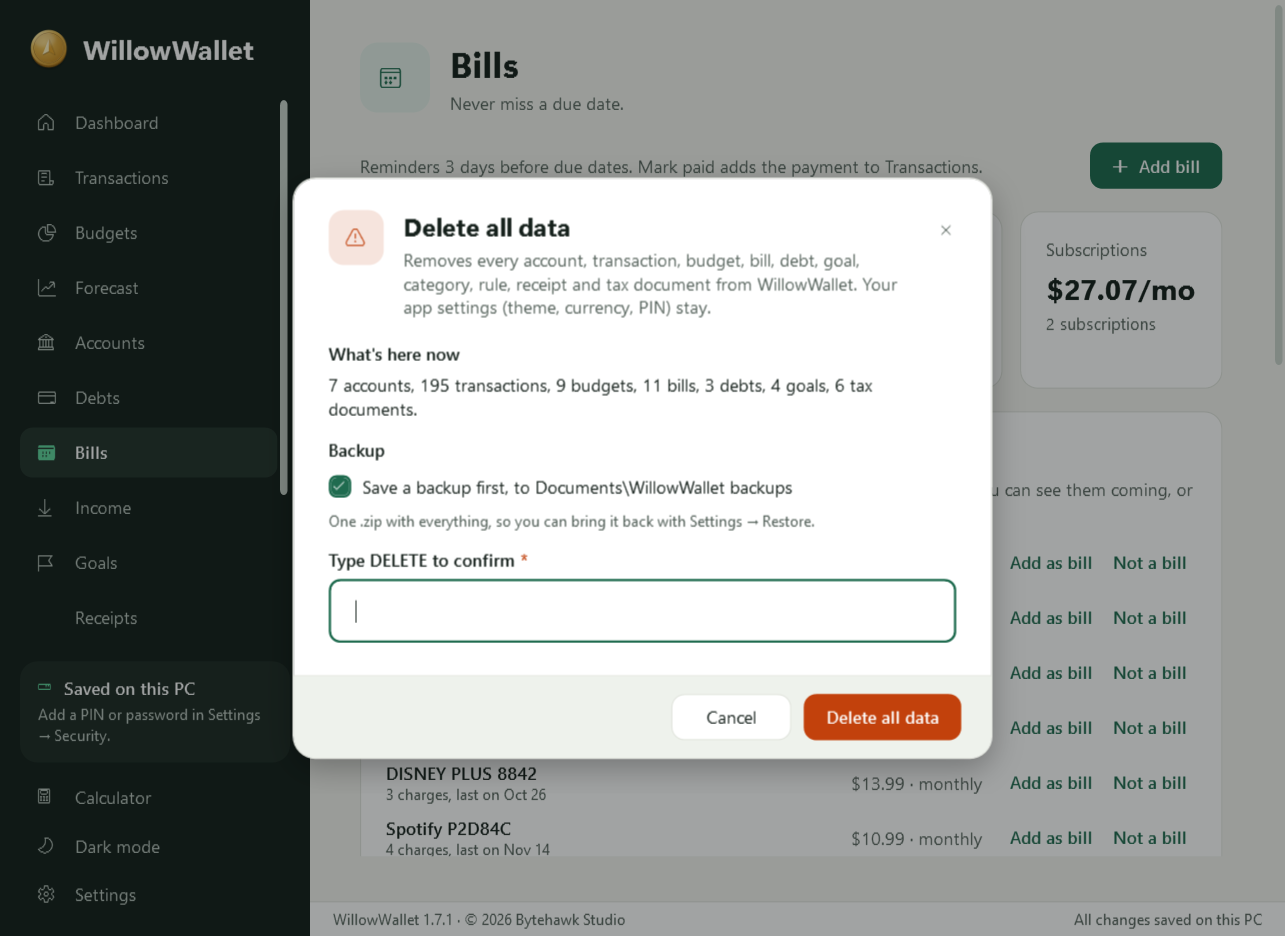 WillowWallet
Dashboard
Transactions
Budgets
Forecast
Accounts
Debts
Bills
Income
Goals
Receipts
Saved on this PC
Add a PIN or password in Settings
→ Security.
Calculator
Dark mode
Settings
Bills
Never miss a due date.
Reminders 3 days before due dates. Mark paid adds the payment to Transactions.
+ Add bill
Subscriptions
$27.07/mo
2 subscriptions
Delete all data
Removes every account, transaction, budget, bill, debt, goal,
category, rule, receipt and tax document from WillowWallet. Your
app settings (theme, currency, PIN) stay.
What's here now
7 accounts, 195 transactions, 9 budgets, 11 bills, 3 debts, 4 goals, 6 tax
documents.
Backup
Save a backup first, to Documents\WillowWallet backups
One .zip with everything, so you can bring it back with Settings → Restore.
Type DELETE to confirm *
Cancel
Delete all data
can see them coming, or
Add as bill Not a bill
Add as bill Not a bill
Add as bill Not a bill
Add as bill Not a bill
DISNEY PLUS 8842
3 charges, last on Oct 26
$13.99 · monthly Add as bill Not a bill
Spotify P2D84C
4 charges, last on Nov 14
$10.99 · monthly Add as bill Not a bill
WillowWallet 1.7.1 · © 2026 Bytehawk Studio
All changes saved on this PC